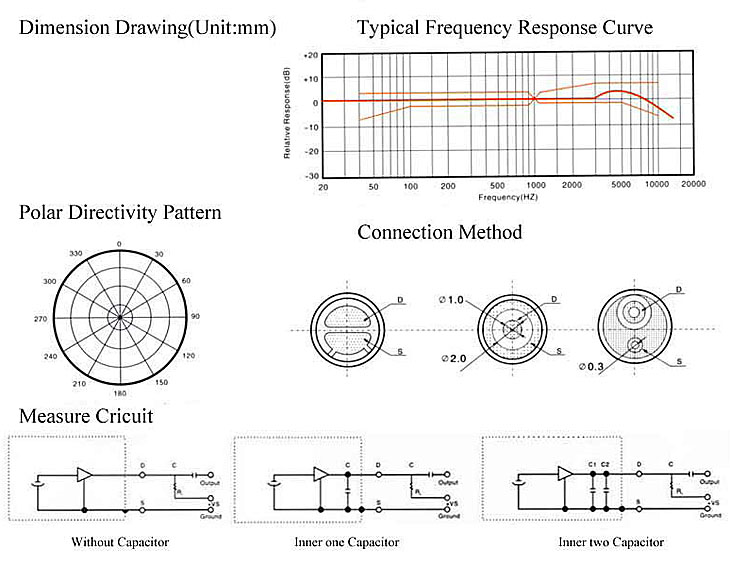 Dimension Drawing(Unit:mm)
Typical Frequency Response Curve
+20
+10
0
-10
-20
-30
Relative Response(dB)
20 50 100 200 500 1000 2000 5000 10000 20000
Frequency(HZ)
Polar Directivity Pattern
Connection Method
0
330 30
300 60
270 90
240 120
210 150
180
D
S
Ø1.0
D
Ø2.0
S
D
Ø0.3
S
Measure Cricuit
D C
Output
RL
+VS
S
Ground
Without Capacitor
C D C
Output
RL
+VS
S
Ground
Inner one Capacitor
C1 C2 D C
Output
RL
+VS
S
Ground
Inner two Capacitor